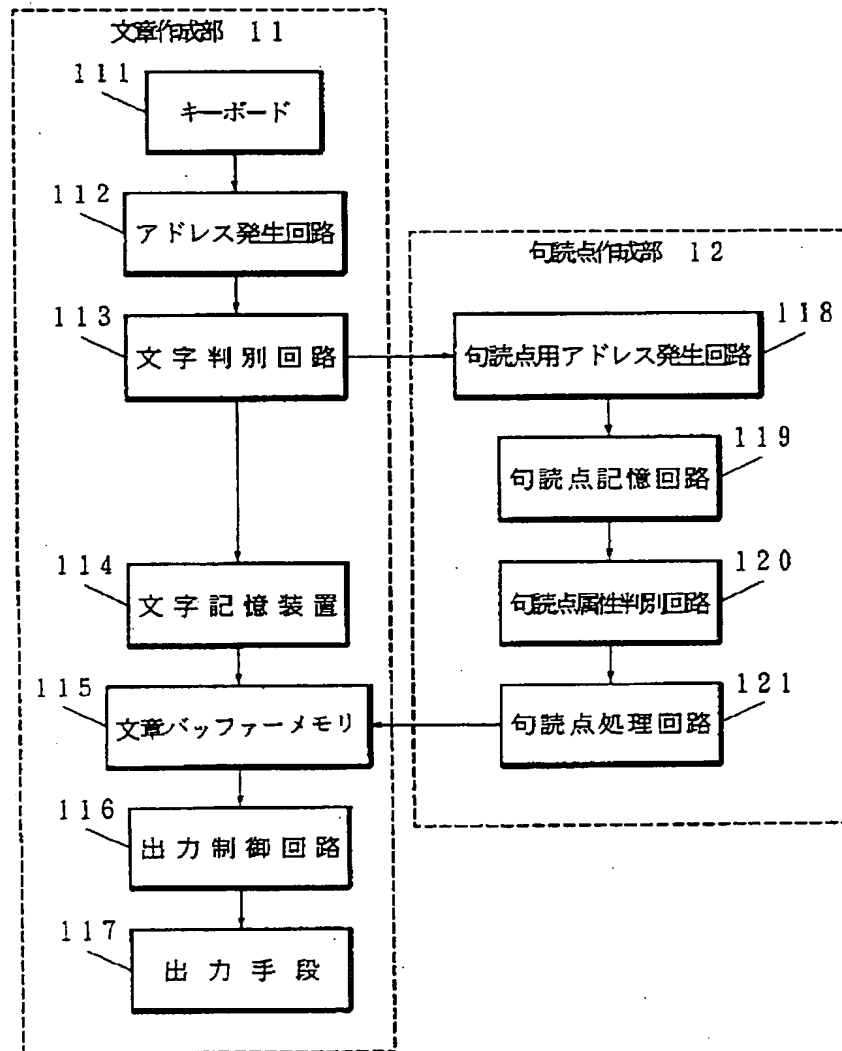 文章作成部 11
111
キーボード
112
アドレス発生回路
113
文字判別回路
114
文字記憶装置
115
文章バッファーメモリ
116
出力制御回路
117
出力手段
句読点作成部 12
118
句読点用アドレス発生回路
119
句読点記憶回路
120
句読点属性判別回路
121
句読点処理回路